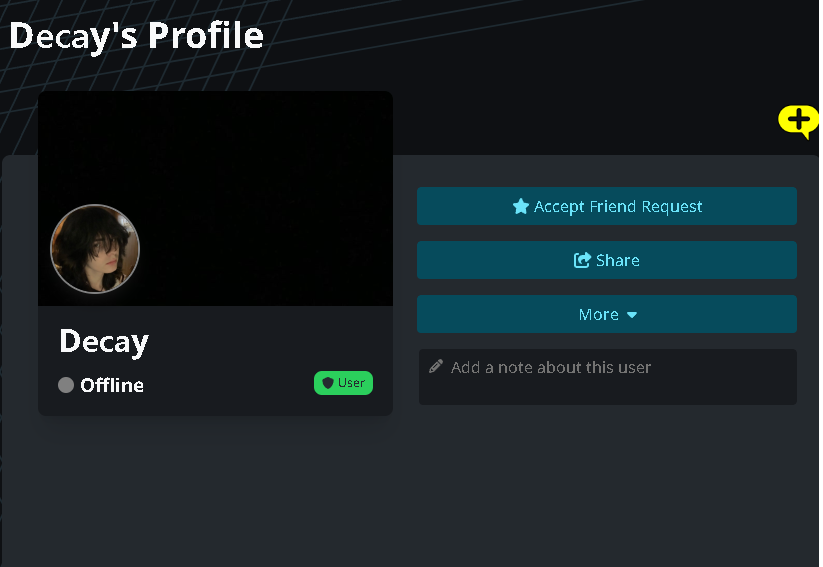 Decay's Profile
Accept Friend Request
Share
More
Add a note about this user
Decay
Offline
User